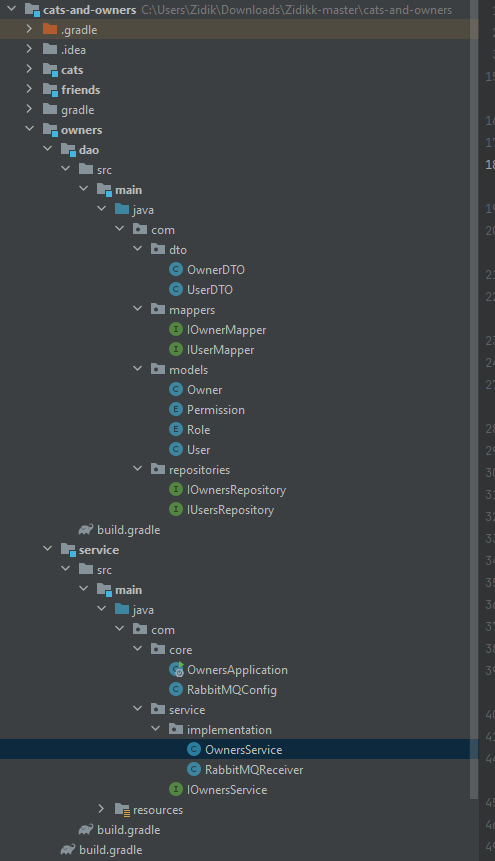 cats-and-owners C:\Users\Zidik\Downloads\Zidikk-master\cats-and-owners
.gradle
.idea
cats
friends
gradle
owners
dao
src
main
java
com
dto
OwnerDTO
UserDTO
mappers
IOwnerMapper
IUserMapper
models
Owner
Permission
Role
User
repositories
IOwnersRepository
IUsersRepository
build.gradle
service
src
main
java
com
core
OwnersApplication
RabbitMQConfig
service
implementation
OwnersService
RabbitMQReceiver
IOwnersService
resources
build.gradle
build.gradle